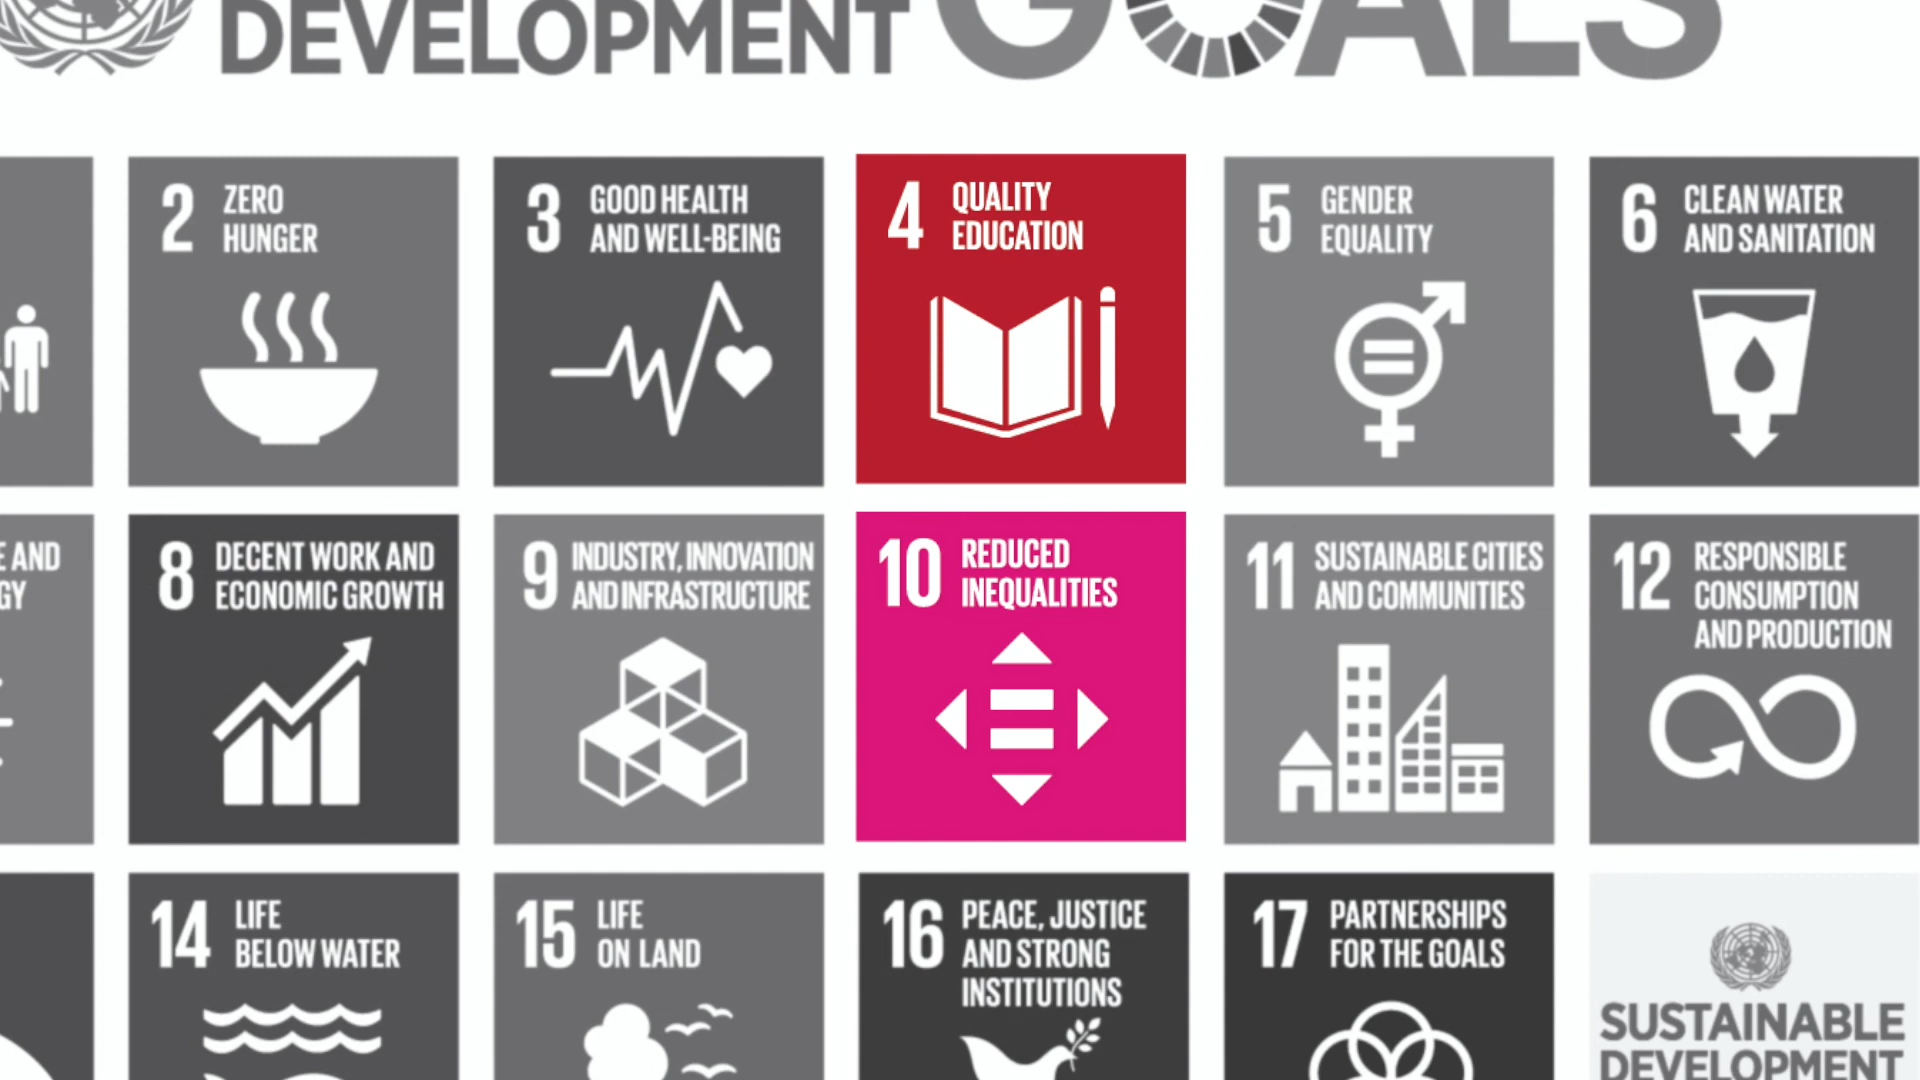 DEVELOPMENT GOALS
2 ZERO
HUNGER
3 GOOD HEALTH
AND WELL-BEING
4 QUALITY
EDUCATION
5 GENDER
EQUALITY
6 CLEAN WATER
AND SANITATION
E AND
GY
8 DECENT WORK AND
ECONOMIC GROWTH
9 INDUSTRY, INNOVATION
AND INFRASTRUCTURE
10 REDUCED
INEQUALITIES
11 SUSTAINABLE CITIES
AND COMMUNITIES
12 RESPONSIBLE
CONSUMPTION
AND PRODUCTION
14 LIFE
BELOW WATER
15 LIFE
ON LAND
16 PEACE, JUSTICE
AND STRONG
INSTITUTIONS
17 PARTNERSHIPS
FOR THE GOALS
SUSTAINABLE
DEVELOPMENT